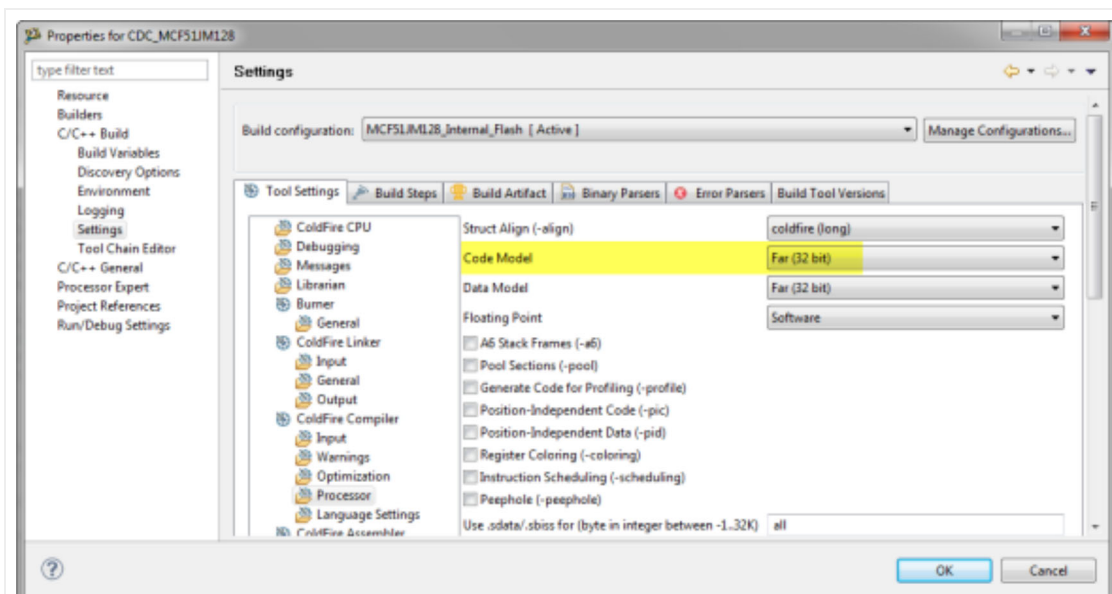 Properties for CDC_MCF51JM128
type filter text
Resource
Builders
C/C++ Build
Build Variables
Discovery Options
Environment
Logging
Settings
Tool Chain Editor
C/C++ General
Processor Expert
Project References
Run/Debug Settings
Settings
Build configuration: MCF51JM128_Internal_Flash [ Active ] Manage Configurations...
Tool Settings Build Steps Build Artifact Binary Parsers Error Parsers Build Tool Versions
ColdFire CPU
Debugging
Messages
Librarian
Burner
General
ColdFire Linker
Input
General
Output
ColdFire Compiler
Input
Warnings
Optimization
Processor
Language Settings
ColdFire Assembler
Struct Align (-align) coldfire (long)
Code Model Far (32 bit)
Data Model Far (32 bit)
Floating Point Software
A6 Stack Frames (-a6)
Pool Sections (-pool)
Generate Code for Profiling (-profile)
Position-Independent Code (-pic)
Position-Independent Data (-pid)
Register Coloring (-coloring)
Instruction Scheduling (-scheduling)
Peephole (-peephole)
Use .sdata/.sbss for (byte in integer between -1..32K) all
OK Cancel